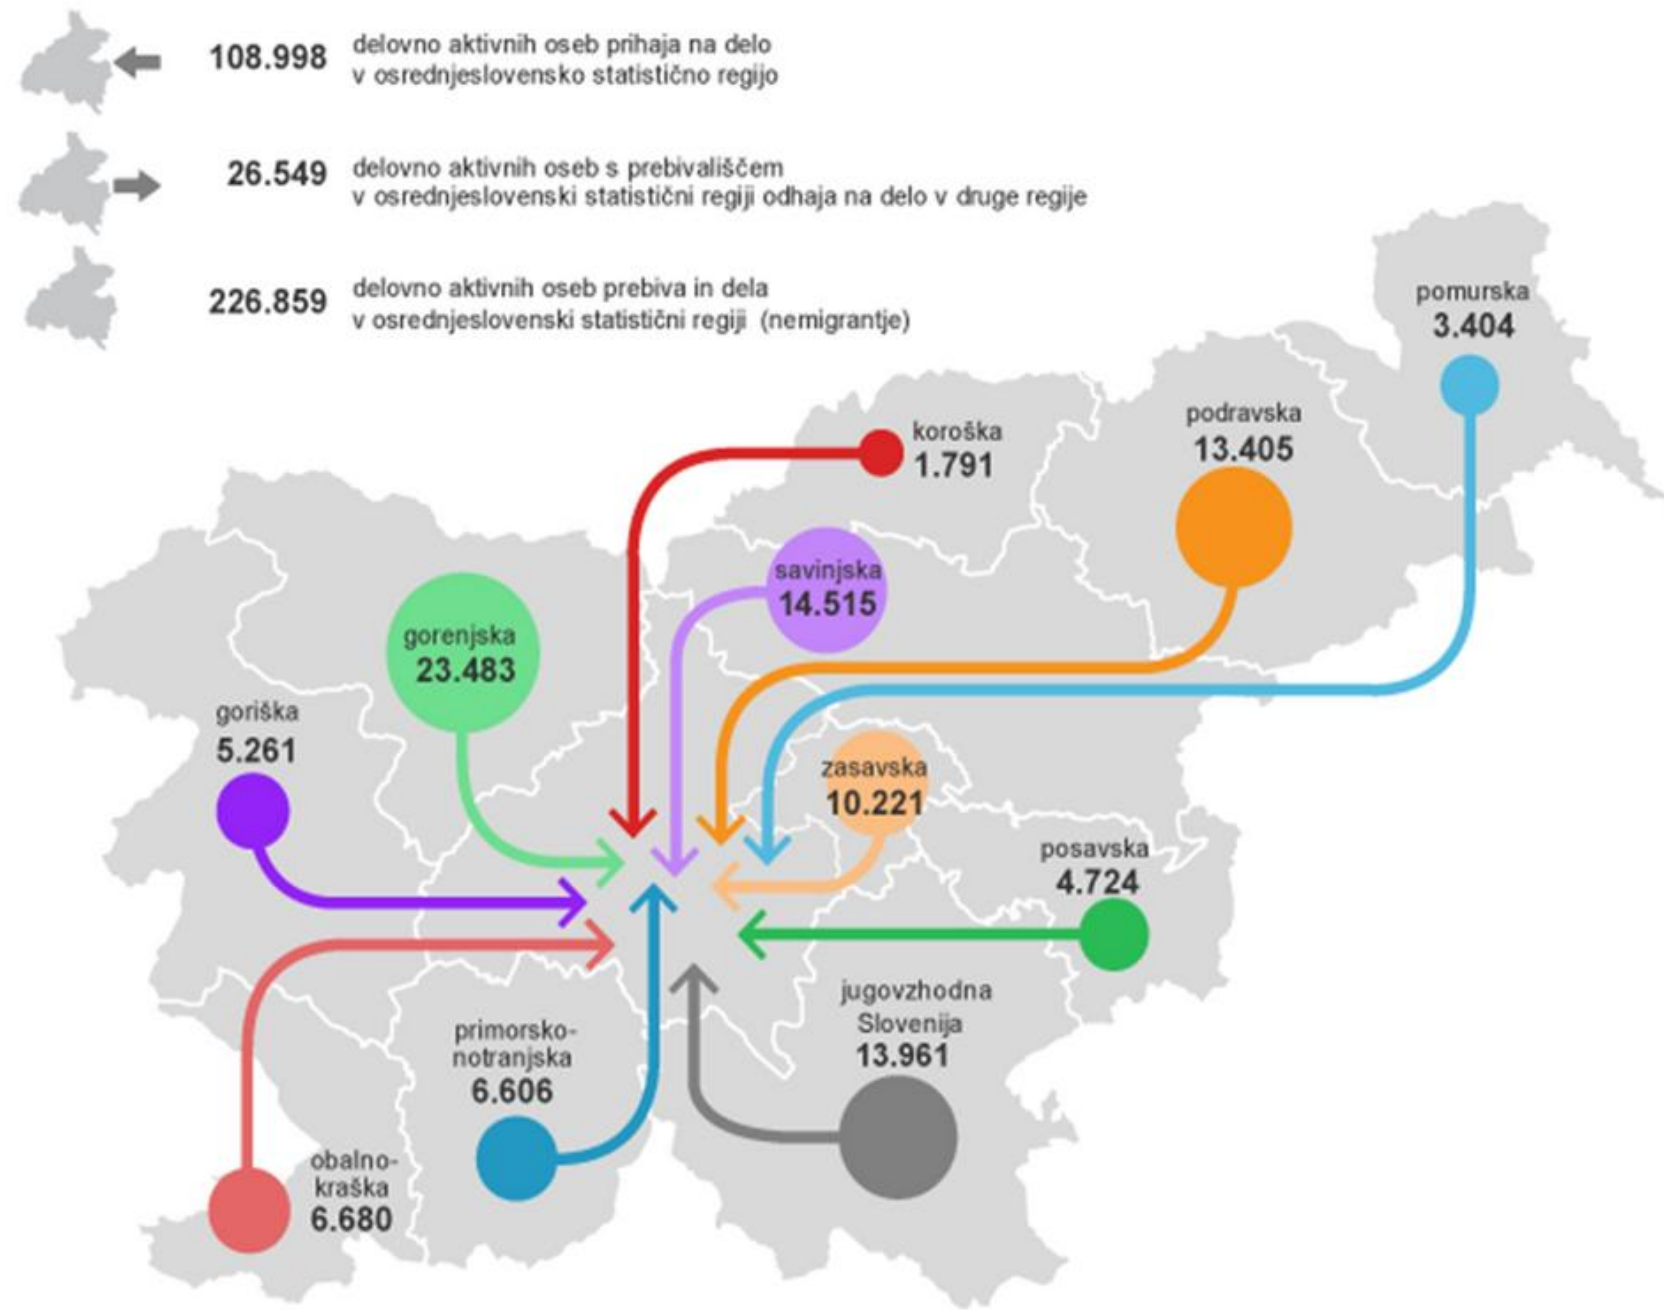 108.998
delovno aktivnih oseb prihaja na delo
v osrednjeslovensko statistično regijo
26.549
delovno aktivnih oseb s prebivališčem
v osrednjeslovenski statistični regiji odhaja na delo v druge regije
226.859
delovno aktivnih oseb prebiva in dela
v osrednjeslovenski statistični regiji (nemigrantje)
pomurska
3.404
podravska
13.405
koroška
1.791
savinjska
14.515
gorenjska
23.483
goriška
5.261
zasavska
10.221
posavska
4.724
jugovzhodna
Slovenija
13.961
primorsko-
notranjska
6.606
obalno-
kraška
6.680